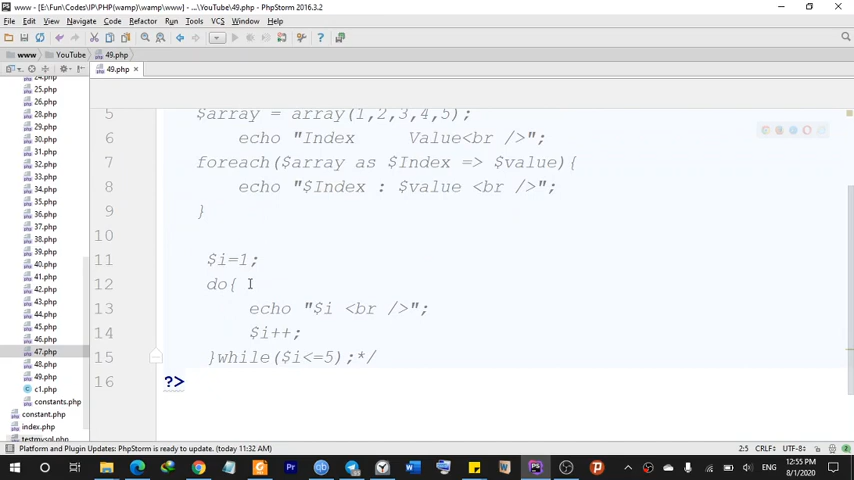 www - [E:\Fun\Codes\IP\PHP(wamp)\wamp\www] - ...\YouTube\49.php - PhpStorm 2016.3.2
File Edit View Navigate Code Refactor Run Tools VCS Window Help
www YouTube 49.php
49.php
24.php
25.php
26.php
28.php
29.php
30.php
31.php
32.php
33.php
34.php
35.php
36.php
37.php
38.php
39.php
40.php
41.php
42.php
43.php
44.php
45.php
46.php
47.php
48.php
49.php
c1.php
constants.php
constant.php
index.php
testmysql.php
5 $array = array(1,2,3,4,5);
6 echo "Index     Value<br />";
7 foreach($array as $Index => $value){
8 echo "$Index : $value <br />";
9 }
10
11 $i=1;
12 do{
13 echo "$i <br />";
14 $i++;
15 }while($i<=5);*/
16 ?>
Platform and Plugin Updates: PhpStorm is ready to update. (today 11:32 AM) 2:5 CRLF÷ UTF-8÷
ENG 12:55 PM
8/1/2020